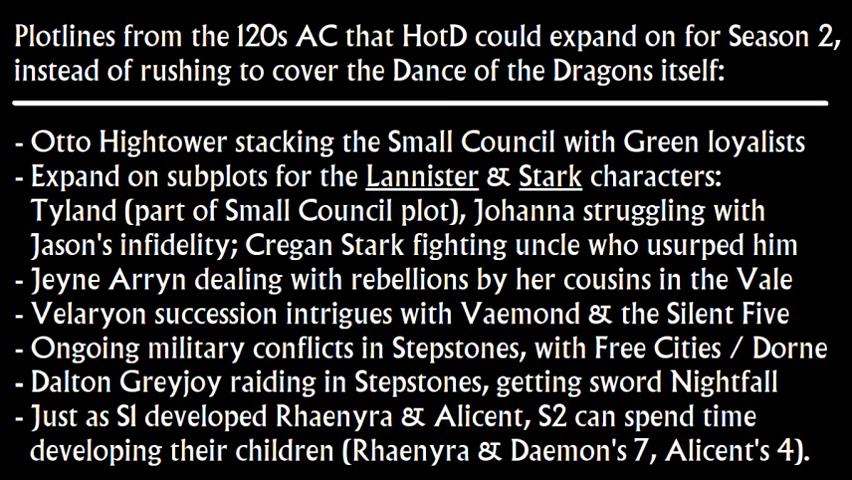 Plotlines from the 120s AC that HotD could expand on for Season 2,
instead of rushing to cover the Dance of the Dragons itself:
- Otto Hightower stacking the Small Council with Green loyalists
- Expand on subplots for the Lannister & Stark characters:
Tyland (part of Small Council plot), Johanna struggling with
Jason's infidelity; Cregan Stark fighting uncle who usurped him
- Jeyne Arryn dealing with rebellions by her cousins in the Vale
- Velaryon succession intrigues with Vaemond & the Silent Five
- Ongoing military conflicts in Stepstones, with Free Cities / Dorne
- Dalton Greyjoy raiding in Stepstones, getting sword Nightfall
- Just as S1 developed Rhaenyra & Alicent, S2 can spend time
developing their children (Rhaenyra & Daemon's 7, Alicent's 4).